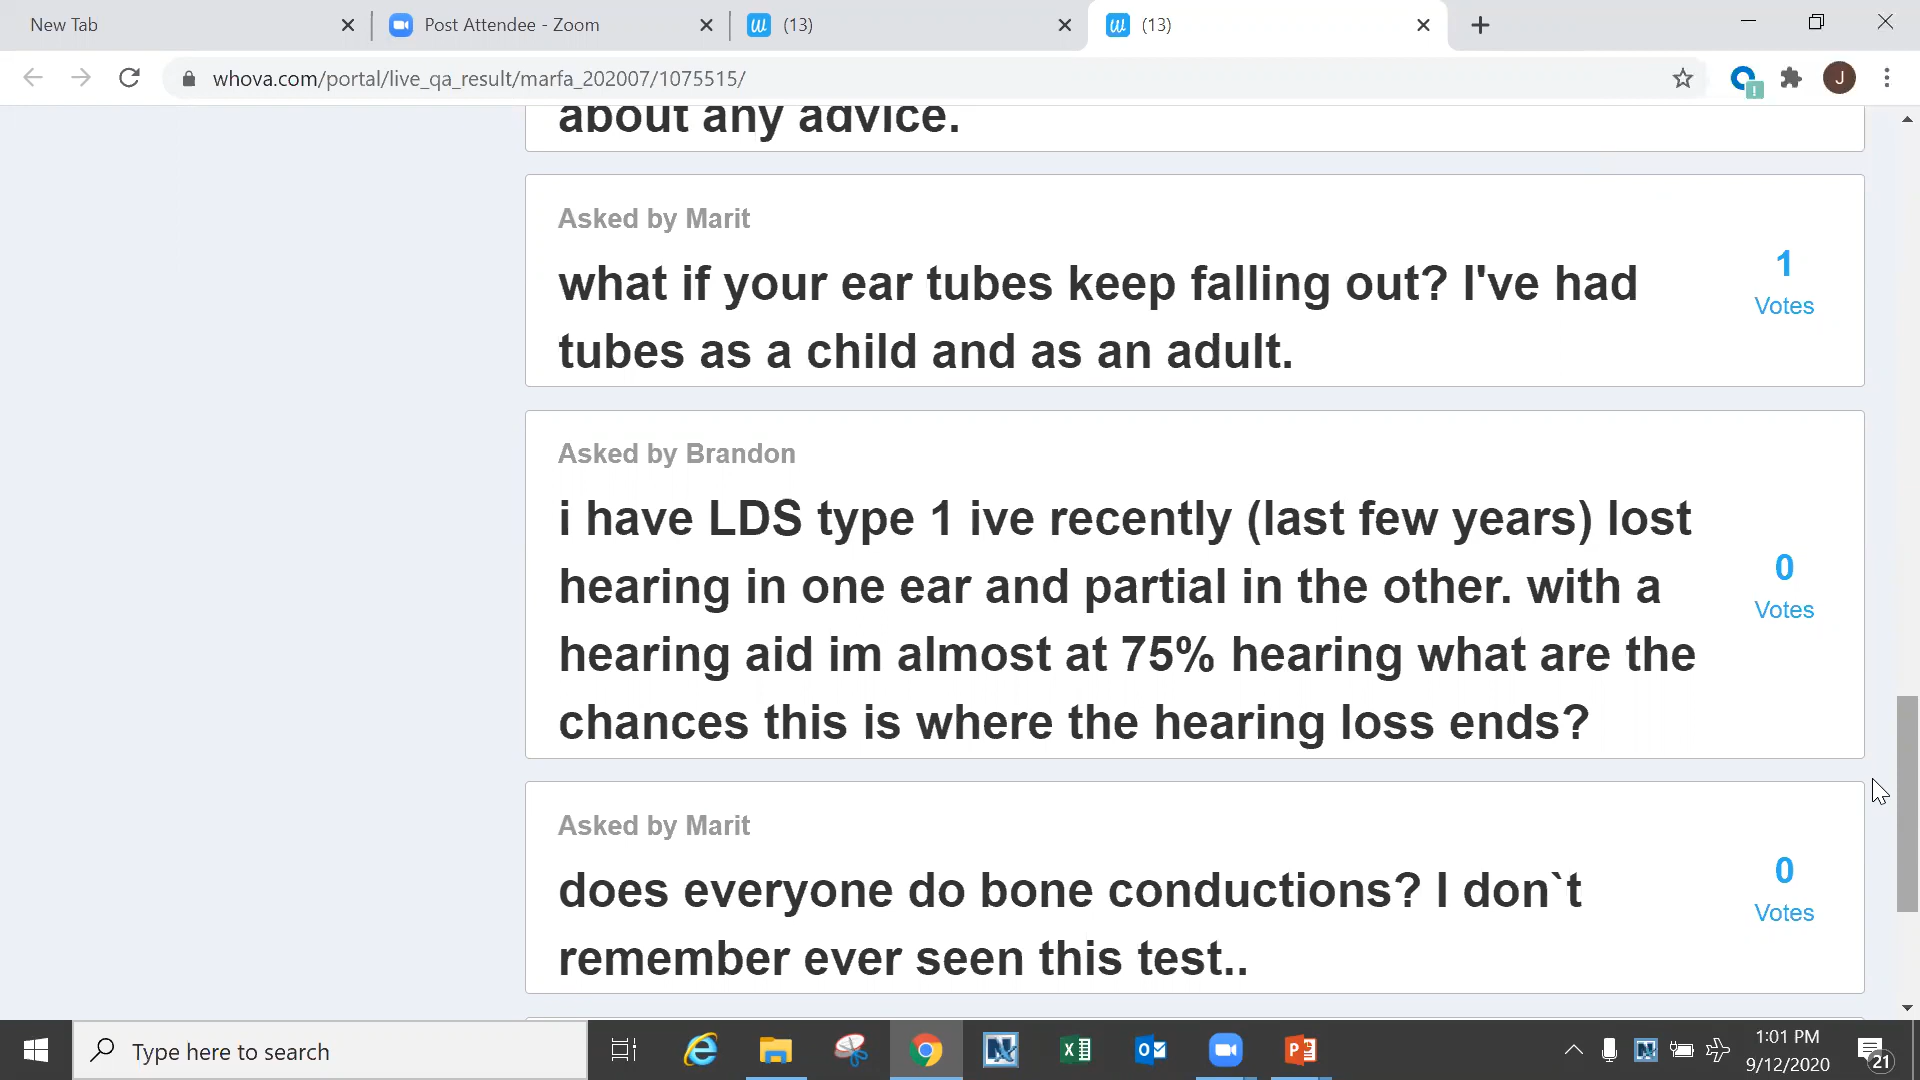 New Tab
Post Attendee - Zoom
(13)
(13)
whova.com/portal/live_qa_result/marfa_202007/1075515/
J
about any advice.
Asked by Marit
what if your ear tubes keep falling out? I've had
tubes as a child and as an adult.
1
Votes
Asked by Brandon
i have LDS type 1 ive recently (last few years) lost
hearing in one ear and partial in the other. with a
hearing aid im almost at 75% hearing what are the
chances this is where the hearing loss ends?
0
Votes
Asked by Marit
does everyone do bone conductions? I don`t
remember ever seen this test..
0
Votes
Type here to search
1:01 PM
9/12/2020
21